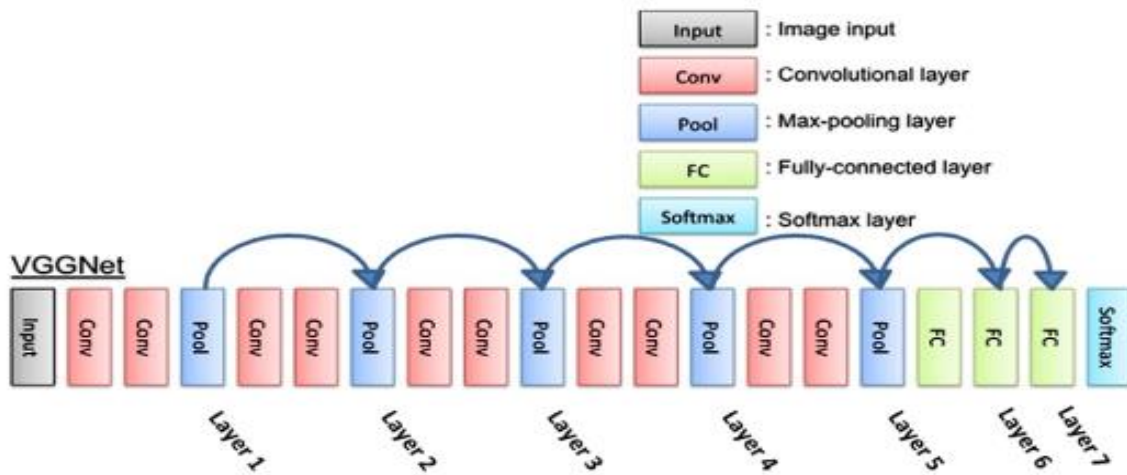 Input : Image input
Conv : Convolutional layer
Pool : Max-pooling layer
FC : Fully-connected layer
Softmax : Softmax layer
VGGNet
Input Conv Conv Pool Conv Conv Pool Conv Conv Pool Conv Conv Pool Conv Conv Pool FC FC FC Softmax
Layer 1 Layer 2 Layer 3 Layer 4 Layer 5 Layer 6 Layer 7